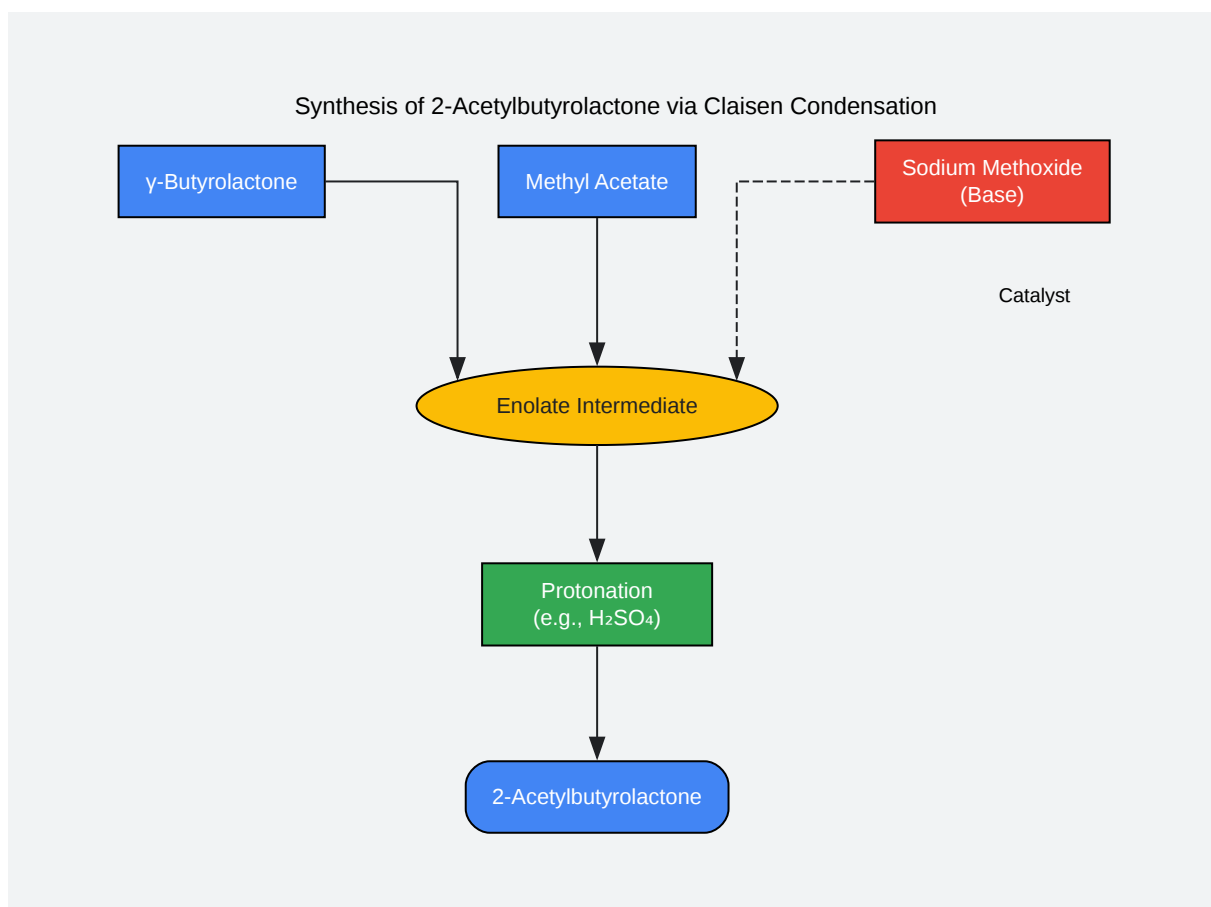 Synthesis of 2-Acetylbutyrolactone via Claisen Condensation
γ-Butyrolactone
Methyl Acetate
Sodium Methoxide
(Base)
Catalyst
Enolate Intermediate
Protonation
(e.g., H₂SO₄)
2-Acetylbutyrolactone